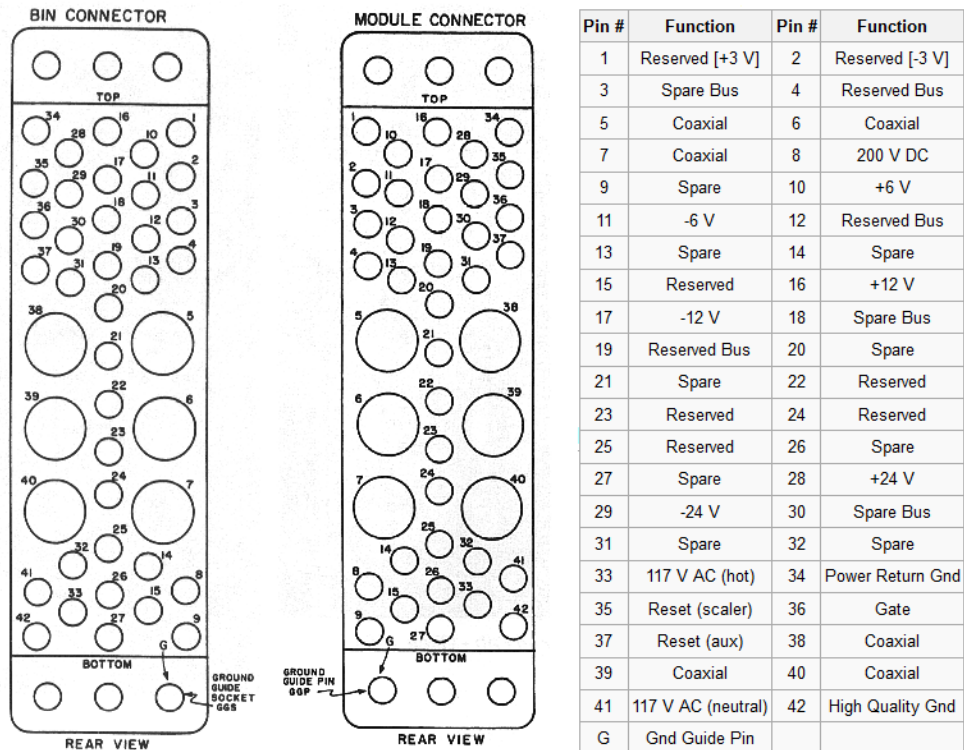 BIN CONNECTOR
TOP
34
16
1
28
10
35
17
2
29
11
36
18
3
30
12
37
19
4
31
13
20
38
5
21
22
39
6
23
24
40
7
25
32
14
41
26
8
33
15
42
27
9
G
BOTTOM
GROUND
GUIDE
SOCKET
GGS
REAR VIEW
MODULE CONNECTOR
TOP
1
16
34
10
28
17
35
2
11
29
3
18
36
12
30
19
37
4
13
31
20
5
38
21
22
6
39
23
24
7
40
25
14
32
41
8
26
15
33
42
9
27
G
BOTTOM
GROUND
GUIDE PIN
GGP
REAR VIEW
Pin # Function Pin # Function
1 Reserved [+3 V] 2 Reserved [-3 V]
3 Spare Bus 4 Reserved Bus
5 Coaxial 6 Coaxial
7 Coaxial 8 200 V DC
9 Spare 10 +6 V
11 -6 V 12 Reserved Bus
13 Spare 14 Spare
15 Reserved 16 +12 V
17 -12 V 18 Spare Bus
19 Reserved Bus 20 Spare
21 Spare 22 Reserved
23 Reserved 24 Reserved
25 Reserved 26 Spare
27 Spare 28 +24 V
29 -24 V 30 Spare Bus
31 Spare 32 Spare
33 117 V AC (hot) 34 Power Return Gnd
35 Reset (scaler) 36 Gate
37 Reset (aux) 38 Coaxial
39 Coaxial 40 Coaxial
41 117 V AC (neutral) 42 High Quality Gnd
G Gnd Guide Pin